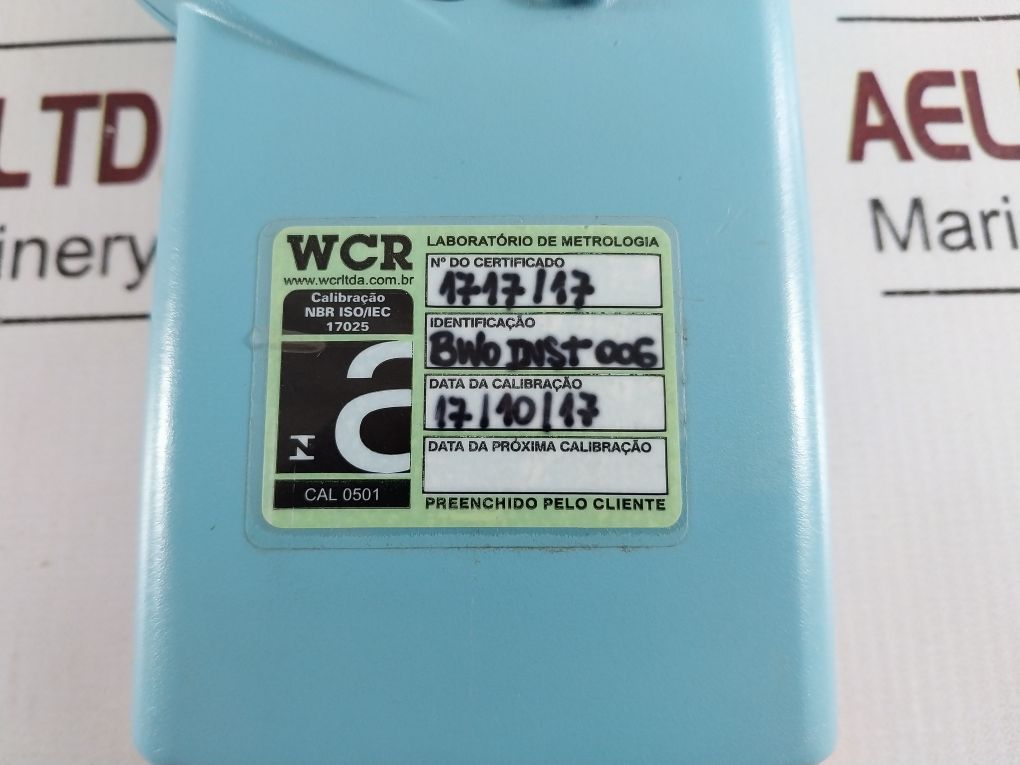 LTD
inery
AEL
Mari
WCR
www.wcrltda.com.br
Calibração
NBR ISO/IEC
17025
CAL 0501
LABORATÓRIO DE METROLOGIA
Nº DO CERTIFICADO
1717/17
IDENTIFICAÇÃO
BWO INST 006
DATA DA CALIBRAÇÃO
17/10/17
DATA DA PRÓXIMA CALIBRAÇÃO
PREENCHIDO PELO CLIENTE